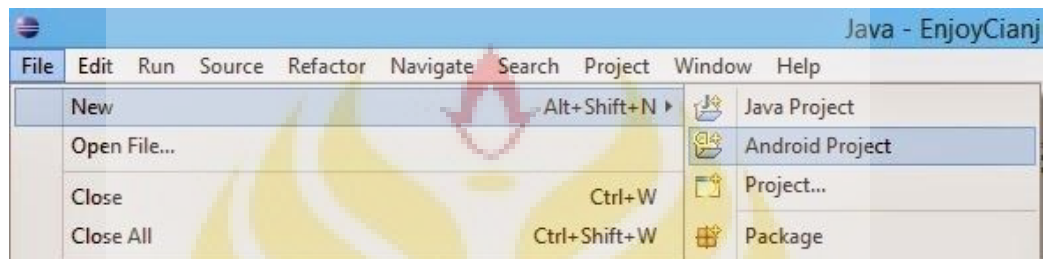 Java - EnjoyCianj
File Edit Run Source Refactor Navigate Search Project Window Help
New Alt+Shift+N
Open File...
Close Ctrl+W
Close All Ctrl+Shift+W
Java Project
Android Project
Project...
Package